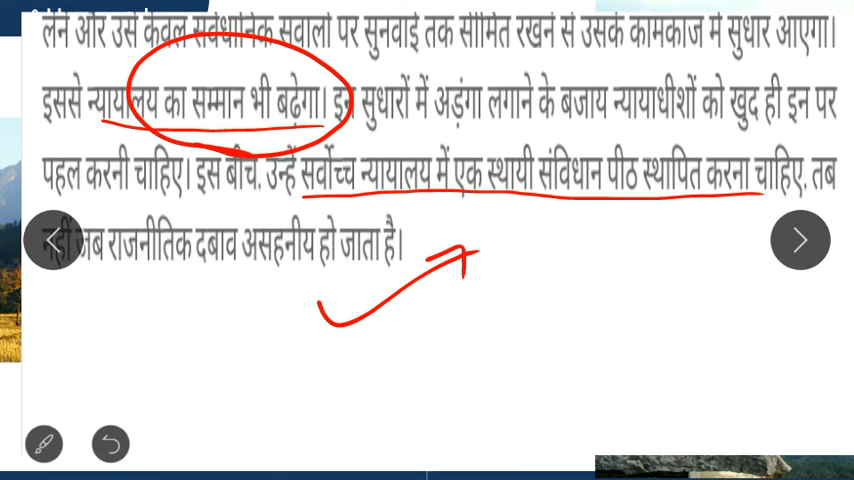 लेने और उसे केवल संवैधानिक सवालों पर सुनवाई तक सीमित रखने से उसके कामकाज में सुधार आएगा।
इससे न्यायालय का सम्मान भी बढ़ेगा। इन सुधारों में अड़ंगा लगाने के बजाय न्यायाधीशों को खुद ही इन पर
पहल करनी चाहिए। इस बीच, उन्हें सर्वोच्च न्यायालय में एक स्थायी संविधान पीठ स्थापित करना चाहिए, तब
नहीं जब राजनीतिक दबाव असहनीय हो जाता है।